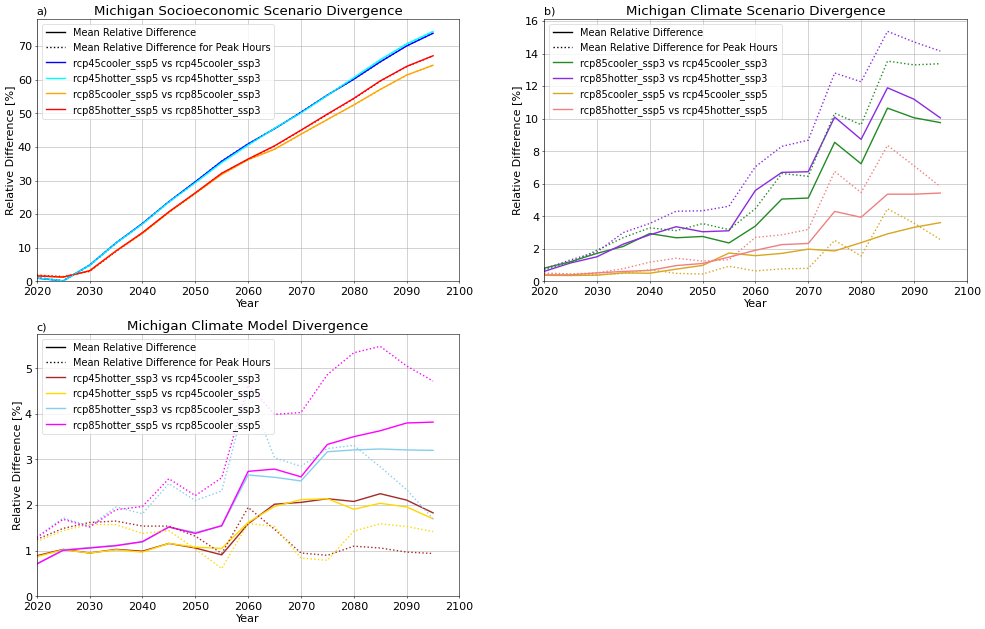 a)
Michigan Socioeconomic Scenario Divergence
Relative Difference [%]
70
60
50
40
30
20
10
0
Mean Relative Difference
Mean Relative Difference for Peak Hours
rcp45cooler_ssp5 vs rcp45cooler_ssp3
rcp45hotter_ssp5 vs rcp45hotter_ssp3
rcp85cooler_ssp5 vs rcp85cooler_ssp3
rcp85hotter_ssp5 vs rcp85hotter_ssp3
2020 2030 2040 2050 2060 2070 2080 2090 2100
Year
b)
Michigan Climate Scenario Divergence
Relative Difference [%]
16
14
12
10
8
6
4
2
0
Mean Relative Difference
Mean Relative Difference for Peak Hours
rcp85cooler_ssp3 vs rcp45cooler_ssp3
rcp85hotter_ssp3 vs rcp45hotter_ssp3
rcp85cooler_ssp5 vs rcp45cooler_ssp5
rcp85hotter_ssp5 vs rcp45hotter_ssp5
2020 2030 2040 2050 2060 2070 2080 2090 2100
Year
c)
Michigan Climate Model Divergence
Relative Difference [%]
5
4
3
2
1
0
Mean Relative Difference
Mean Relative Difference for Peak Hours
rcp45hotter_ssp3 vs rcp45cooler_ssp3
rcp45hotter_ssp5 vs rcp45cooler_ssp5
rcp85hotter_ssp3 vs rcp85cooler_ssp3
rcp85hotter_ssp5 vs rcp85cooler_ssp5
2020 2030 2040 2050 2060 2070 2080 2090 2100
Year